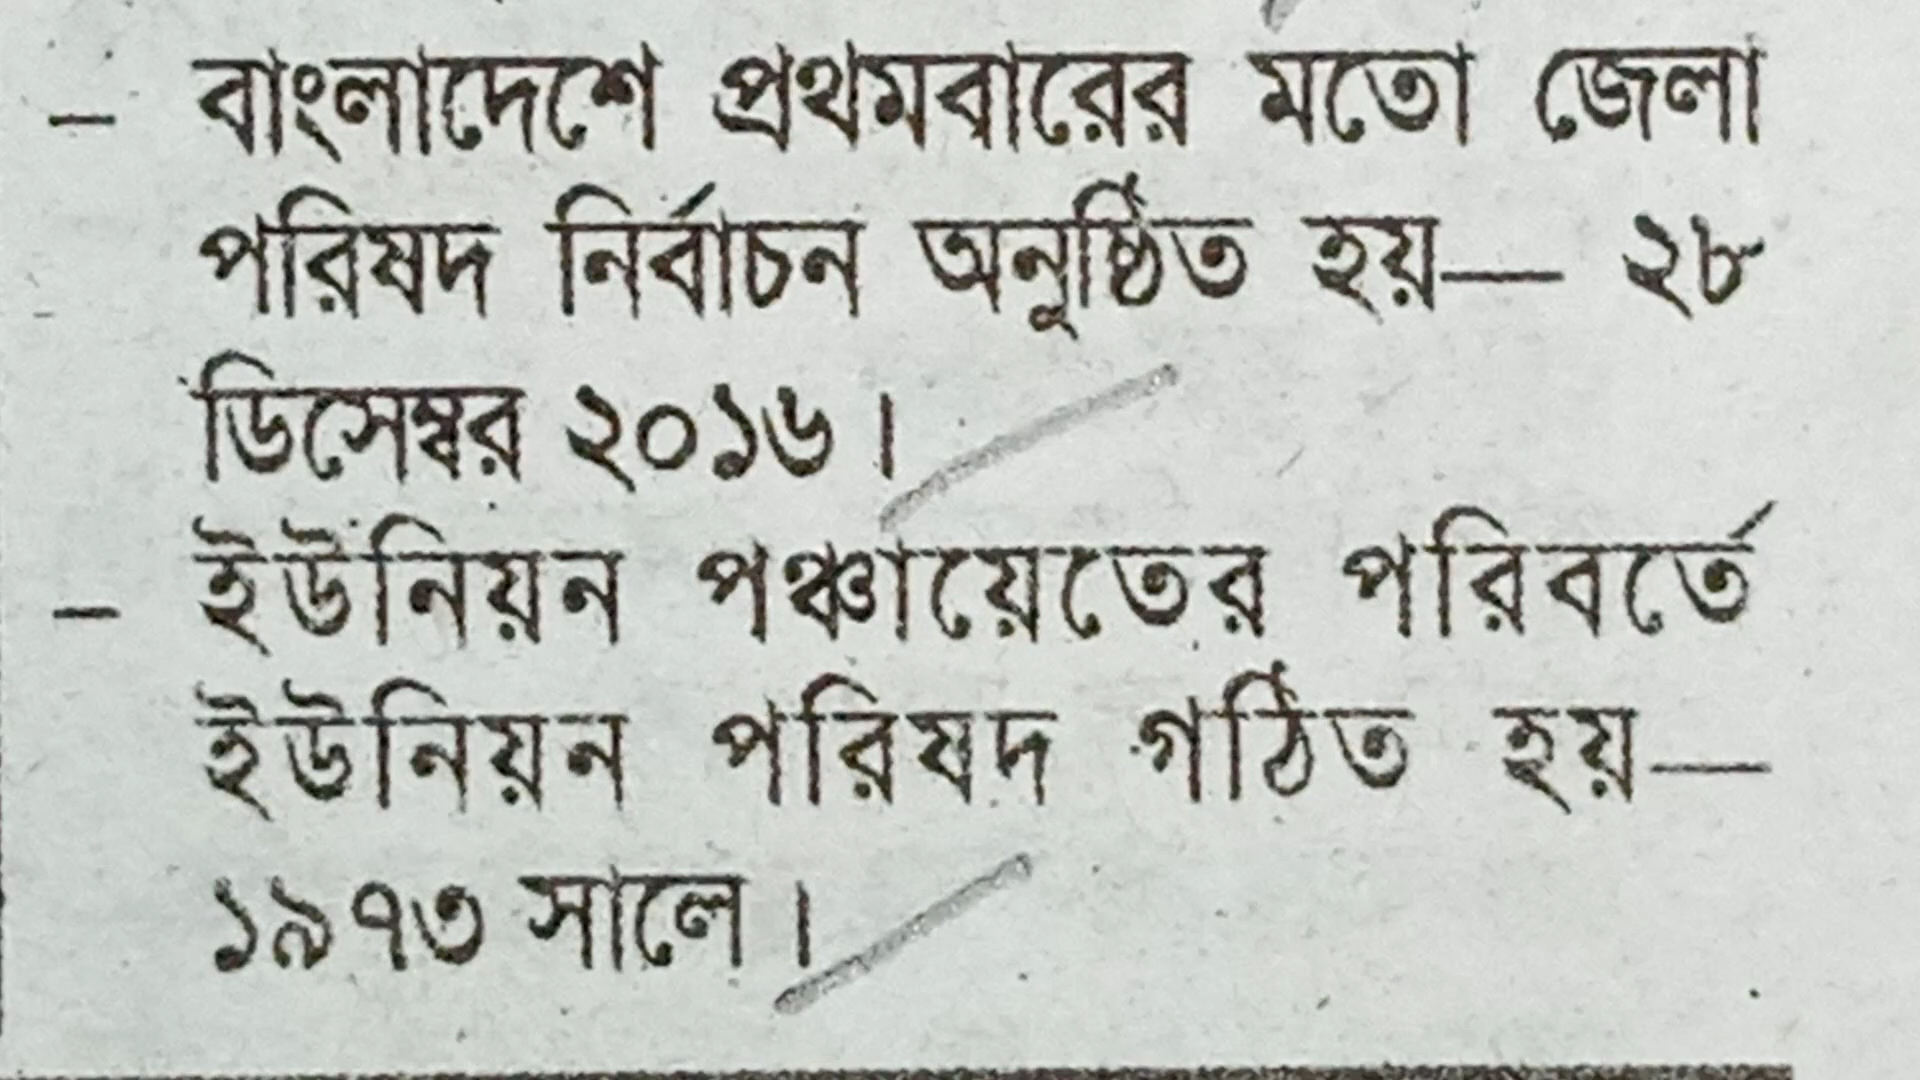 – বাংলাদেশে প্রথমবারের মতো জেলা
পরিষদ নির্বাচন অনুষ্ঠিত হয়— ২৮
ডিসেম্বর ২০১৬।
– ইউনিয়ন পঞ্চায়েতের পরিবর্তে
ইউনিয়ন পরিষদ গঠিত হয়—
১৯৭৩ সালে।